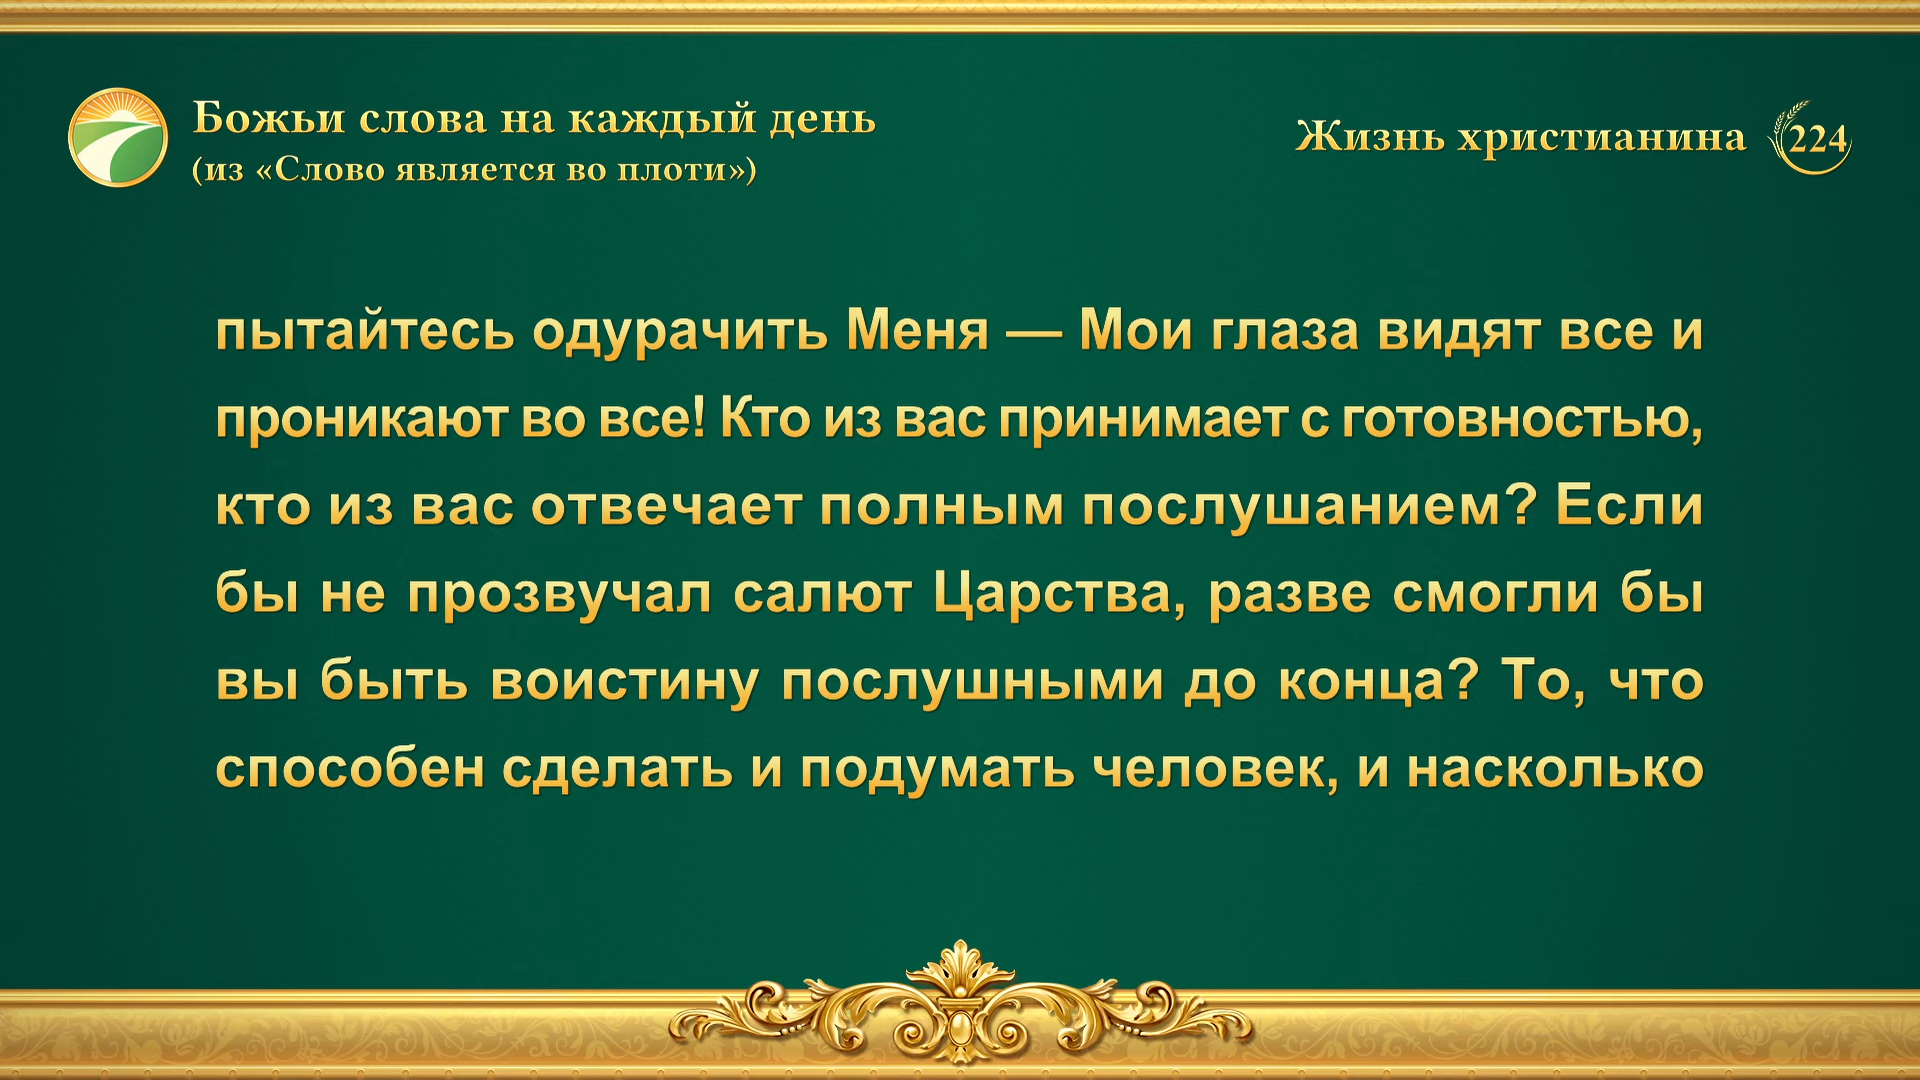 Божьи слова на каждый день
(из «Слово является во плоти»)
Жизнь христианина 224
пытайтесь одурачить Меня — Мои глаза видят все и
проникают во все! Кто из вас принимает с готовностью,
кто из вас отвечает полным послушанием? Если
бы не прозвучал салют Царства, разве смогли бы
вы быть воистину послушными до конца? То, что
способен сделать и подумать человек, и насколько